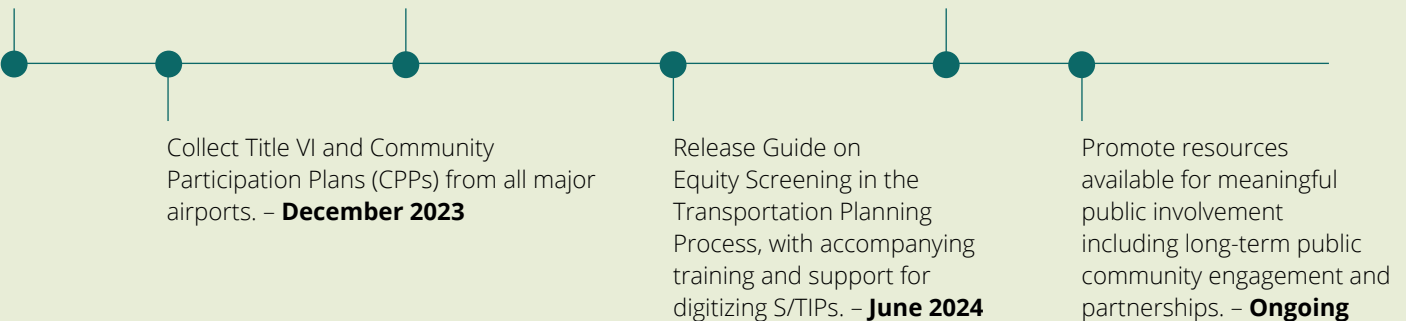 Collect Title VI and Community
Participation Plans (CPPs) from all major
airports. – December 2023
Release Guide on
Equity Screening in the
Transportation Planning
Process, with accompanying
training and support for
digitizing S/TIPs. – June 2024
Promote resources
available for meaningful
public involvement
including long-term public
community engagement and
partnerships. – Ongoing